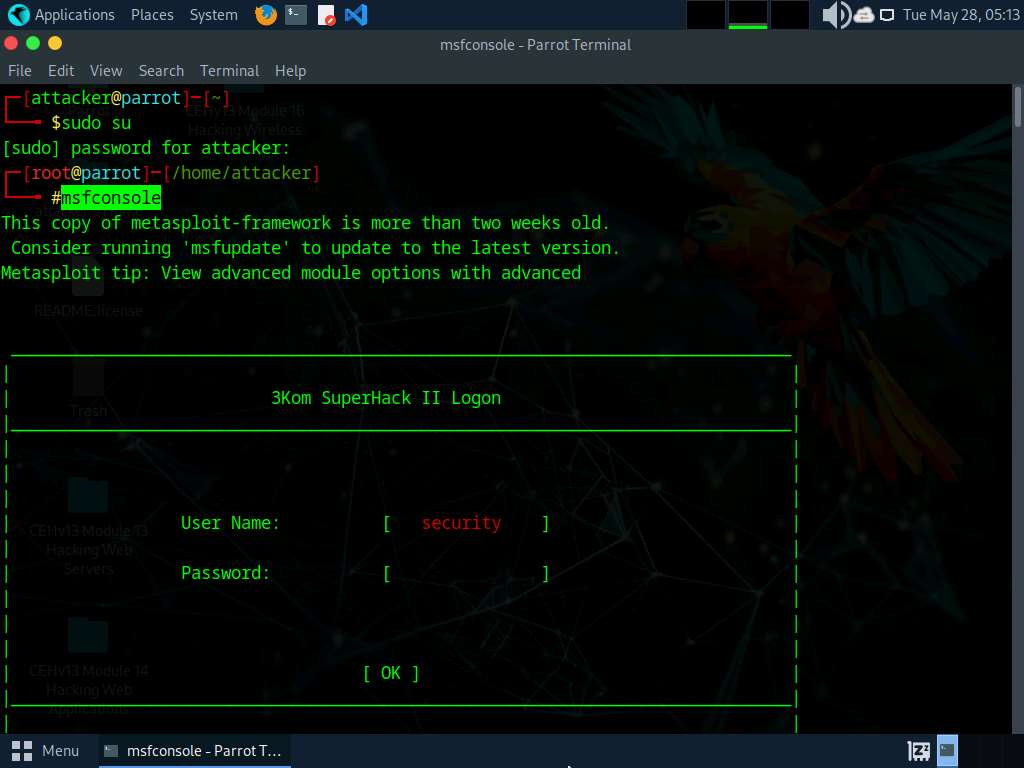 Applications Places System Tue May 28, 05:13
msfconsole - Parrot Terminal
File Edit View Search Terminal Help
[attacker@parrot]─[~]
$sudo su
[sudo] password for attacker:
[root@parrot]─[/home/attacker]
#msfconsole
This copy of metasploit-framework is more than two weeks old.
Consider running 'msfupdate' to update to the latest version.
Metasploit tip: View advanced module options with advanced
3Kom SuperHack II Logon
User Name: [ security ]
Password: [ ]
[ OK ]
CEHv13 Module 16
Hacking Wireless
README.license
Trash
CEHv13 Module 13
Hacking Web
Servers
CEHv13 Module 14
Hacking Web
Applications
Menu msfconsole - Parrot T...